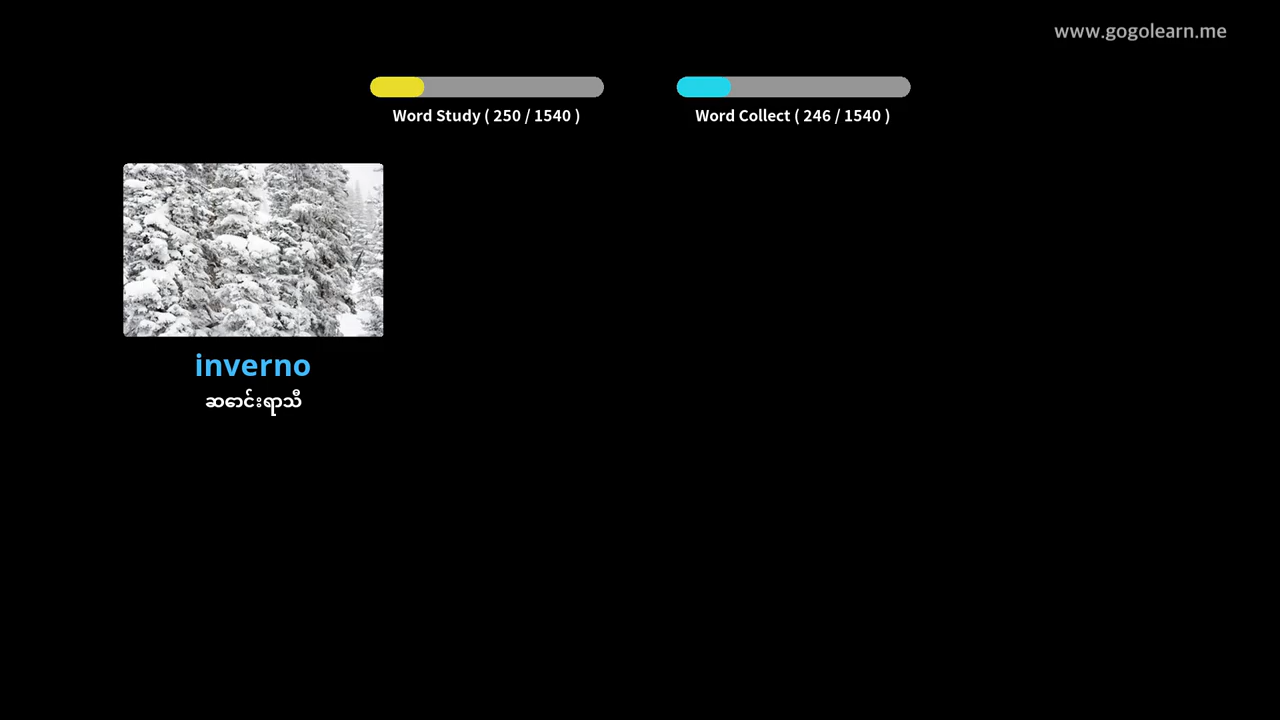 www.gogolearn.me
Word Study ( 250 / 1540 )
Word Collect ( 246 / 1540 )
inverno
ဆောင်းရာသီ